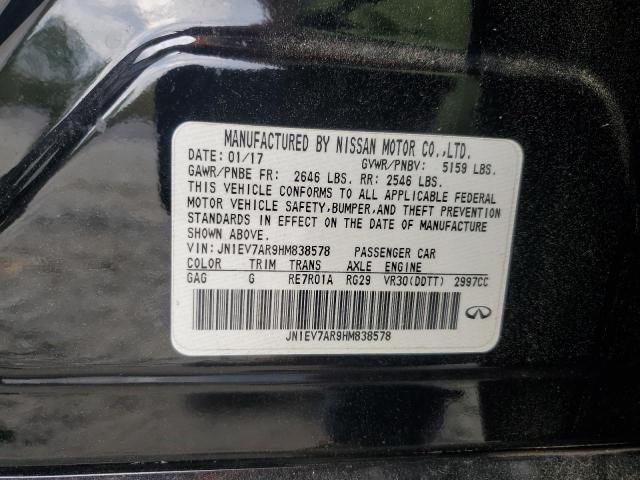 MANUFACTURED BY NISSAN MOTOR CO.,LTD.
DATE: 01/17 GVWR/PNBV: 5159 LBS.
GAWR/PNBE FR: 2646 LBS. RR: 2546 LBS.
THIS VEHICLE CONFORMS TO ALL APPLICABLE FEDERAL
MOTOR VEHICLE SAFETY,BUMPER,AND THEFT PREVENTION
STANDARDS IN EFFECT ON THE DATE OF MANUFACTURE
SHOWN ABOVE.
VIN: JN1EV7AR9HM838578 PASSENGER CAR
COLOR TRIM TRANS AXLE ENGINE
GAG G RE7R01A RG29 VR30(DDTT) 2997CC
JN1EV7AR9HM838578